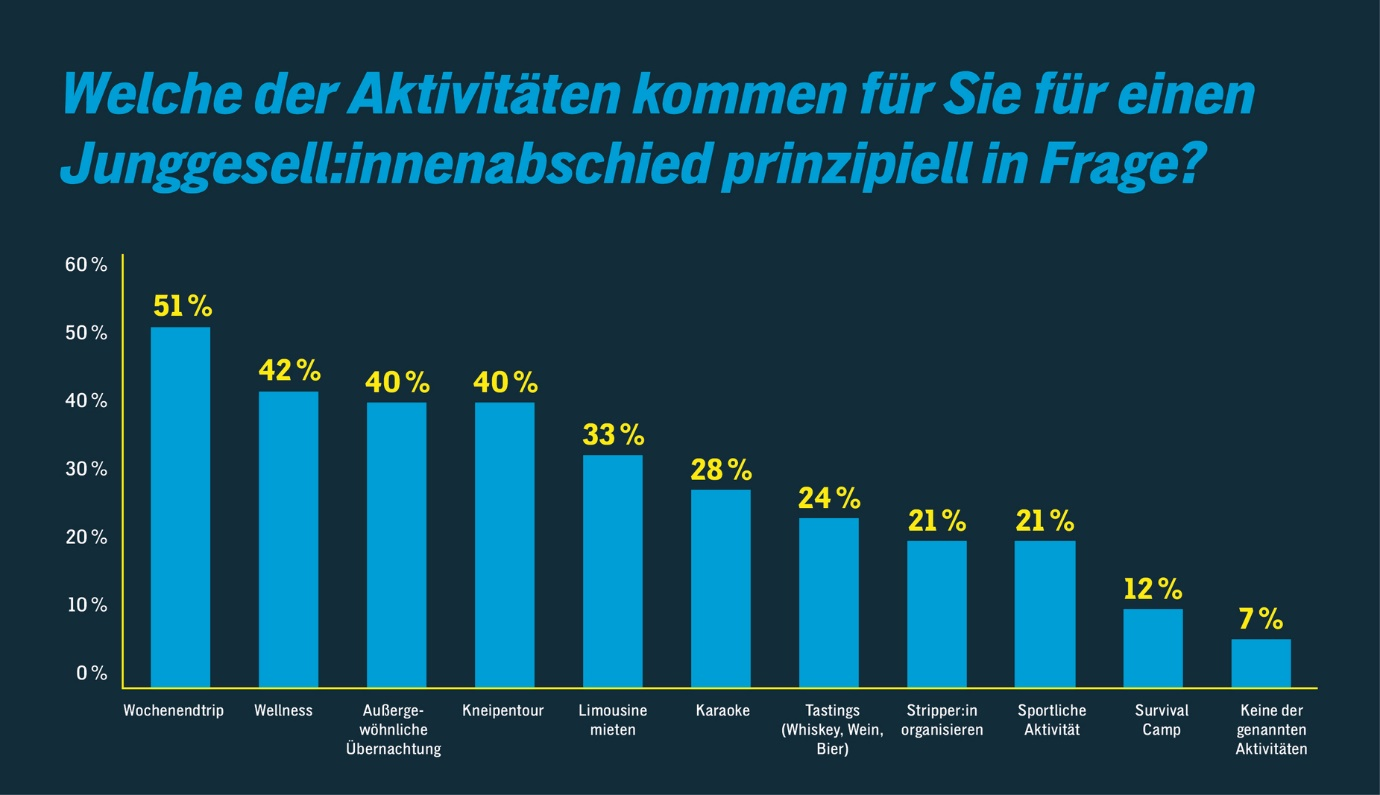 Welche der Aktivitäten kommen für Sie für einen
Junggesell:innenabschied prinzipiell in Frage?
60 %
50 %
40 %
30 %
20 %
10 %
0 %
51 %
42 %
40 %
40 %
33 %
28 %
24 %
21 %
21 %
12 %
7 %
Wochenendtrip
Wellness
Außerge-
wöhnliche
Übernachtung
Kneipentour
Limousine
mieten
Karaoke
Tastings
(Whiskey, Wein,
Bier)
Stripper:in
organisieren
Sportliche
Aktivität
Survival
Camp
Keine der
genannten
Aktivitäten